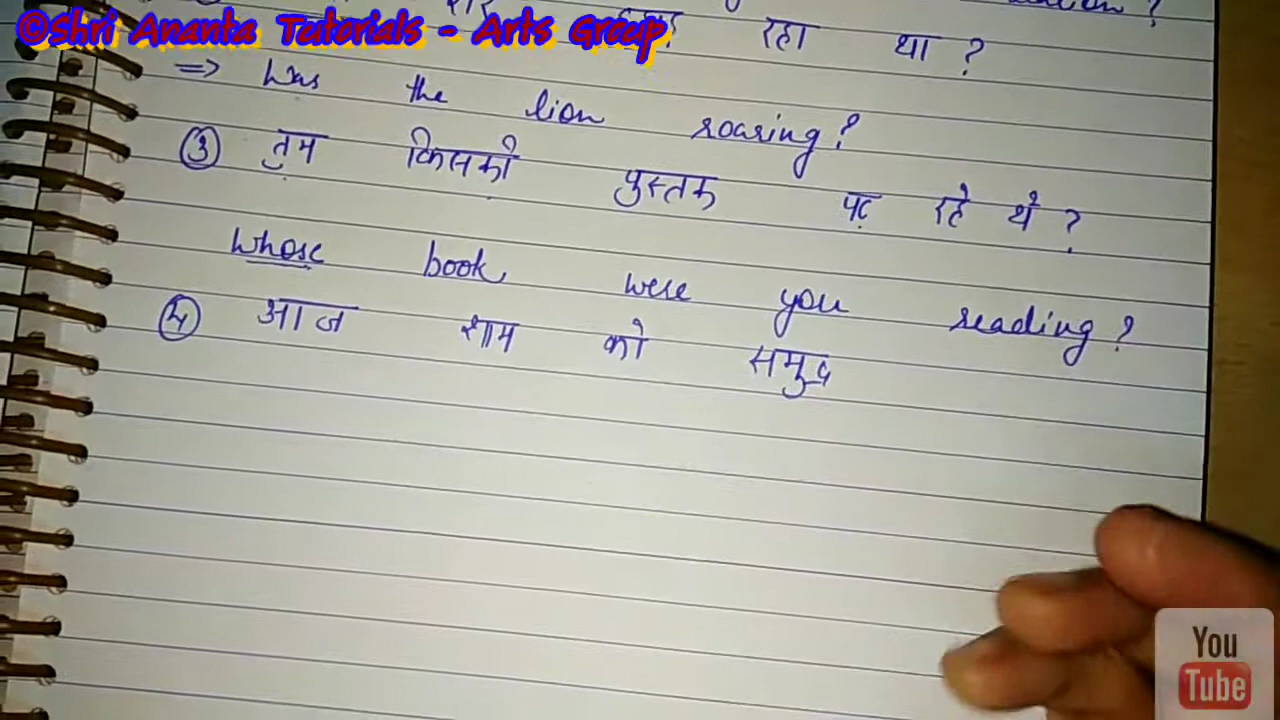 ©Shri Ananta Tutorials - Arts Group
रहा था ?
⇒ Was the lion roaring?
③ तुम किसकी पुस्तक पढ़ रहे थे ?
Whose book were you reading?
④ आज शाम को समुद्र
You
Tube